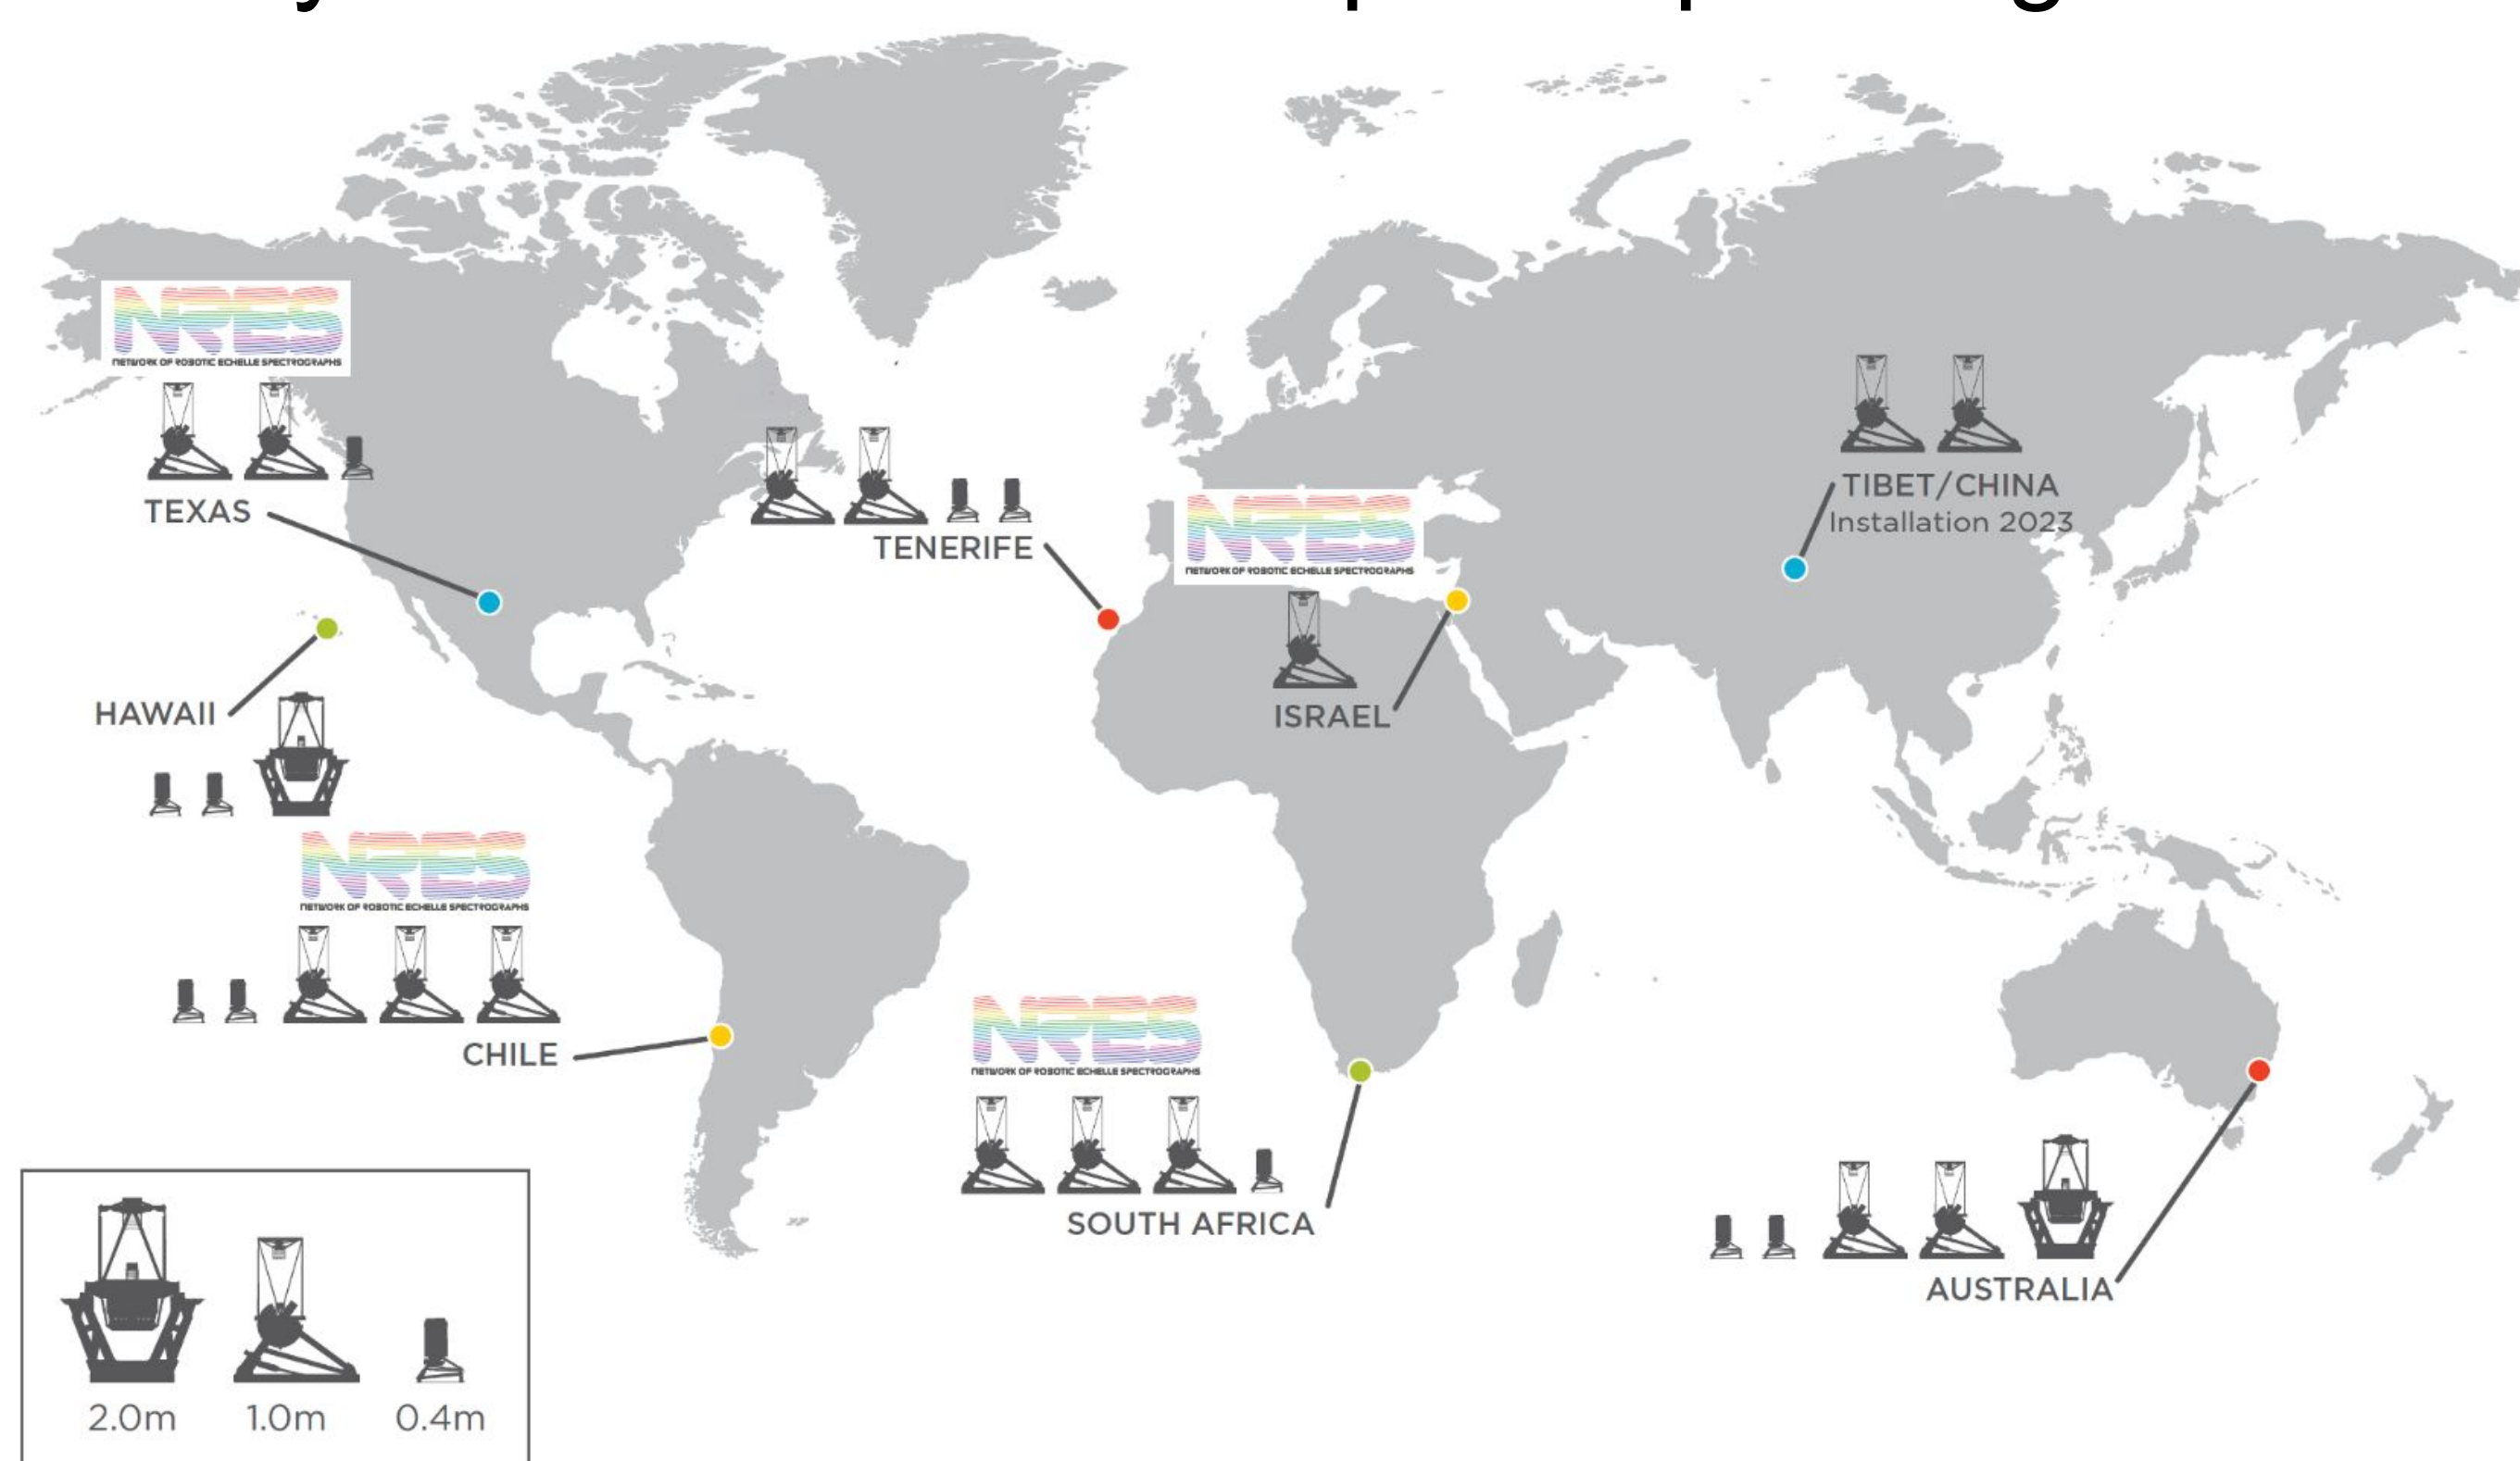 NRES
NETWORK OF ROBOTIC ECHELLE SPECTROGRAPHS
TEXAS
TENERIFE
NRES
NETWORK OF ROBOTIC ECHELLE SPECTROGRAPHS
ISRAEL
TIBET/CHINA
Installation 2023
HAWAII
NRES
NETWORK OF ROBOTIC ECHELLE SPECTROGRAPHS
CHILE
NRES
NETWORK OF ROBOTIC ECHELLE SPECTROGRAPHS
SOUTH AFRICA
AUSTRALIA
2.0m 1.0m 0.4m